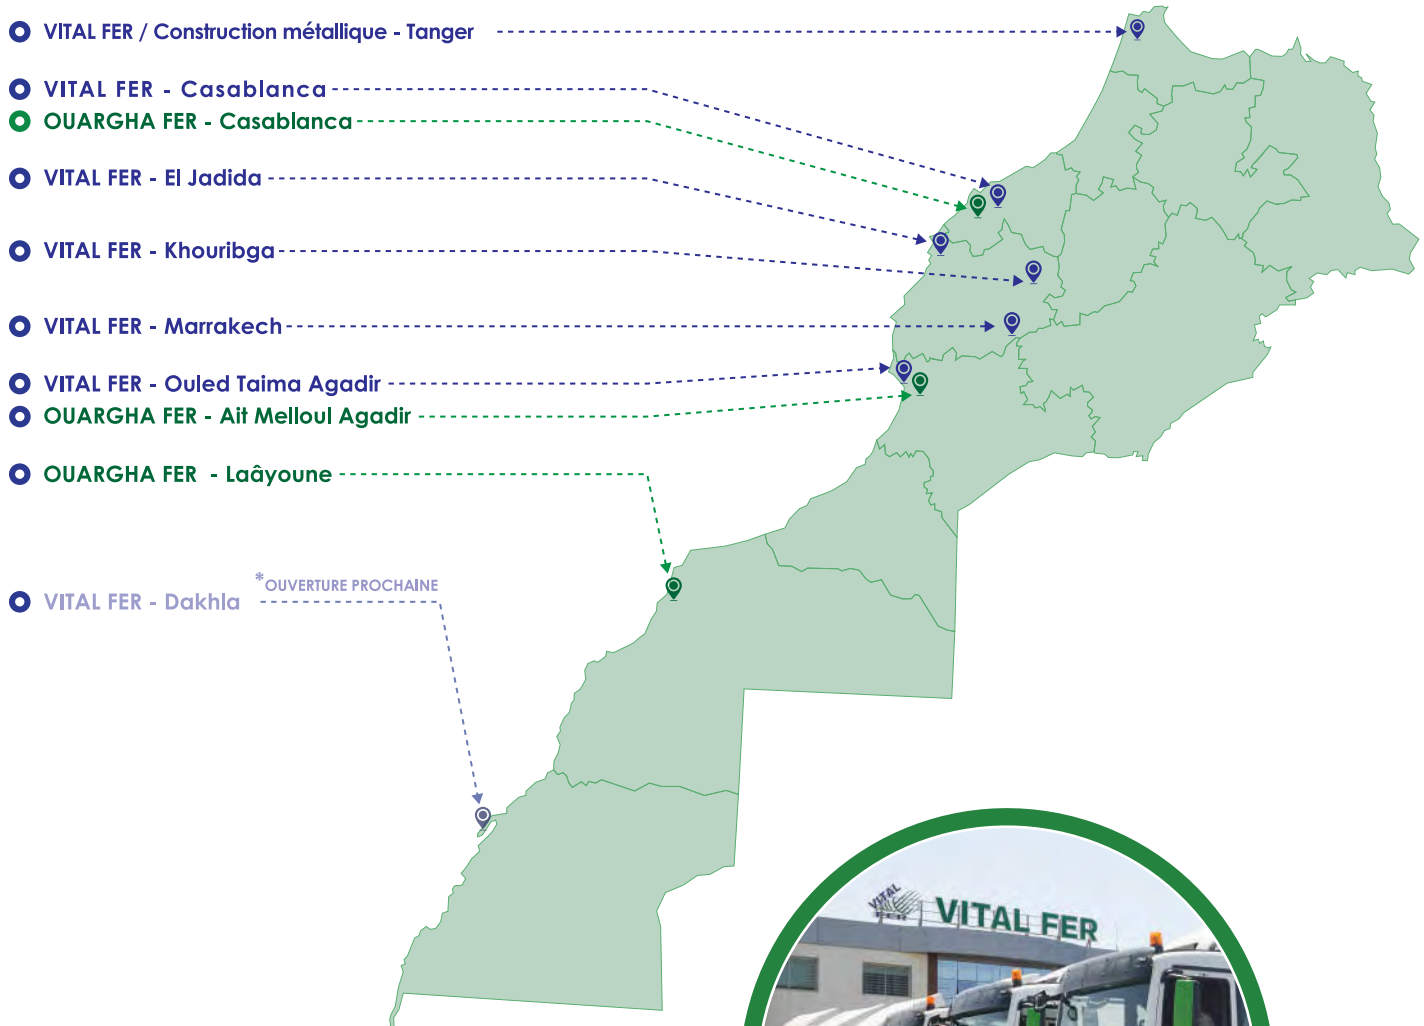 VITAL FER / Construction métallique - Tanger
VITAL FER - Casablanca
OUARGHA FER - Casablanca
VITAL FER - El Jadida
VITAL FER - Khouribga
VITAL FER - Marrakech
VITAL FER - Ouled Taima Agadir
OUARGHA FER - Ait Melloul Agadir
OUARGHA FER - Laâyoune
*OUVERTURE PROCHAINE
VITAL FER - Dakhla
VITAL FER
VITAL FER